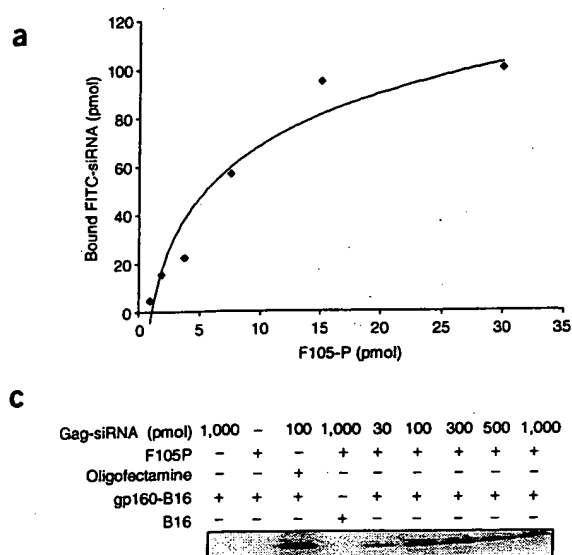 a
120
100
80
60
40
20
0
Bound FITC-siRNA (pmol)
0 5 10 15 20 25 30 35
F105-P (pmol)
c
Gag-siRNA (pmol) 1,000 – 100 1,000 30 100 300 500 1,000
F105P – + – + + + + + +
Oligofectamine – – + – – – – – –
gp160-B16 + + + – + + + + +
B16 – – – + – – – – –